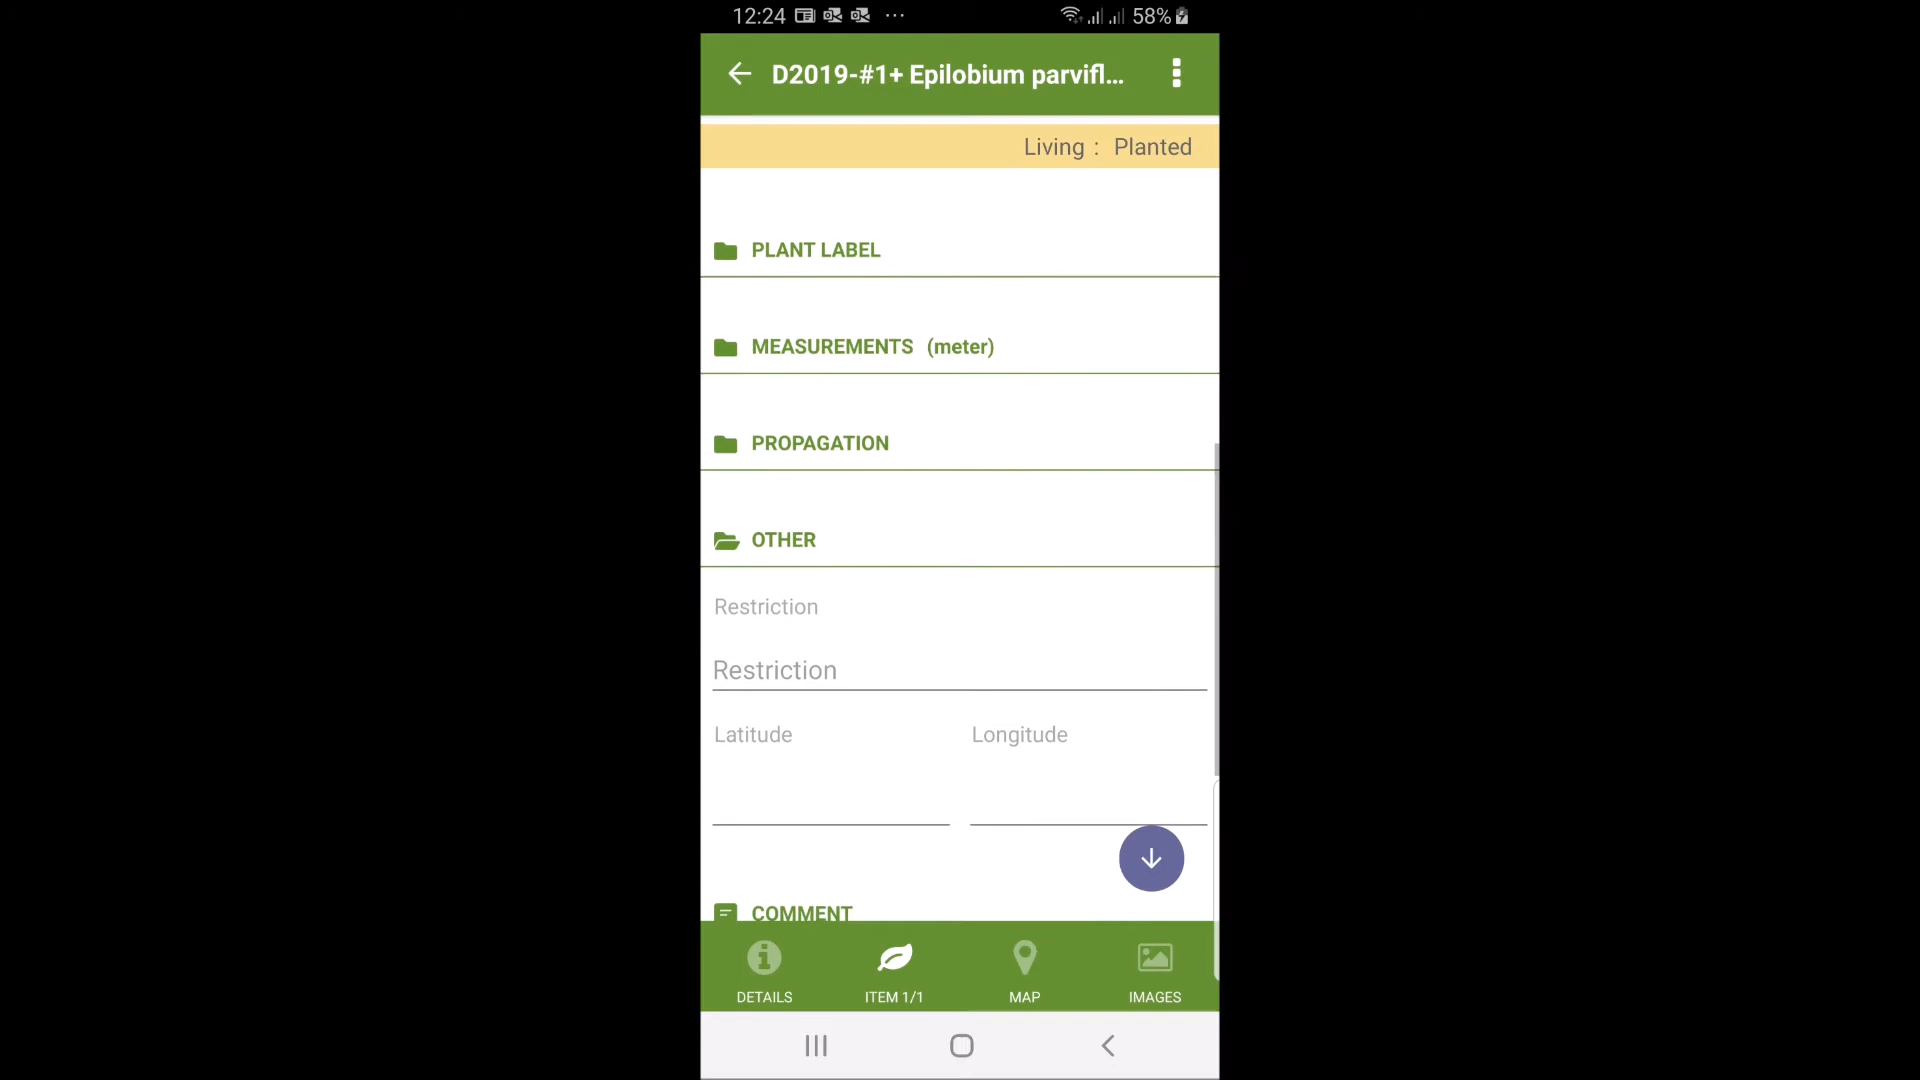 12:24 ... 58%
D2019-#1+ Epilobium parvifl...
Living : Planted
PLANT LABEL
MEASUREMENTS (meter)
PROPAGATION
OTHER
Restriction
Restriction
Latitude Longitude
COMMENT
DETAILS ITEM 1/1 MAP IMAGES